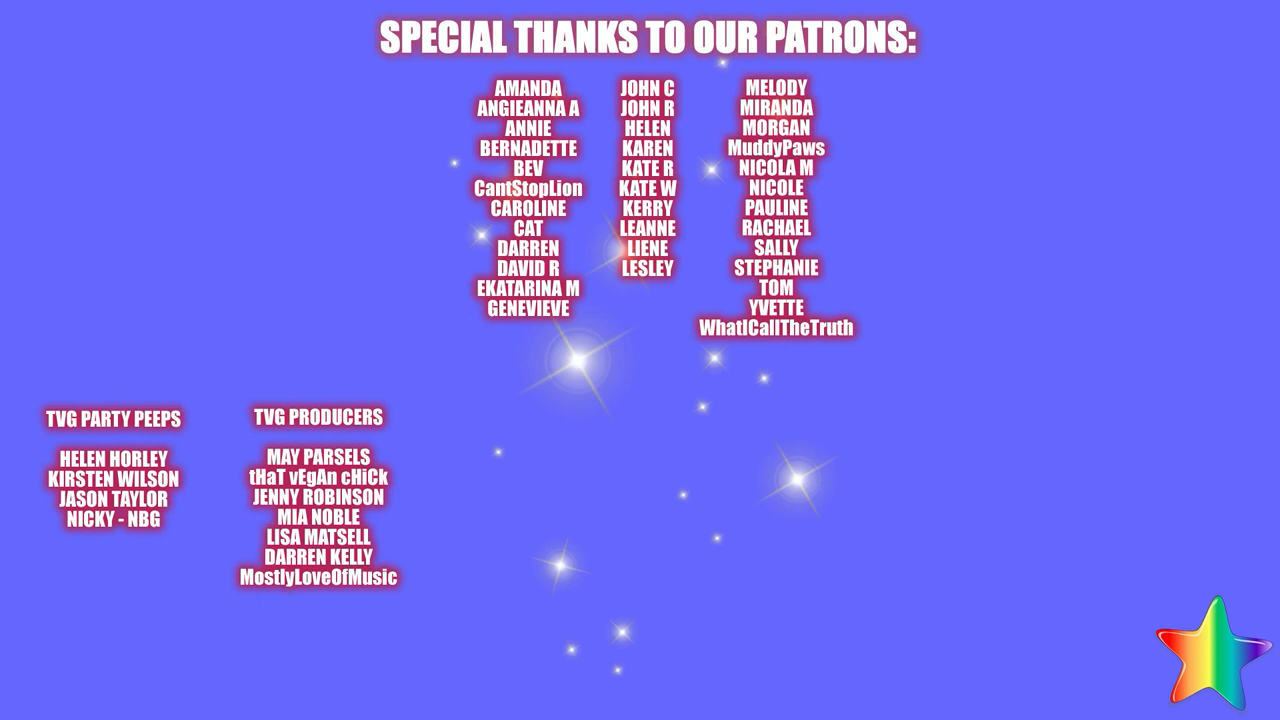 SPECIAL THANKS TO OUR PATRONS:
AMANDA
ANGIEANNA A
ANNIE
BERNADETTE
BEV
CantStopLion
CAROLINE
CAT
DARREN
DAVID R
EKATARINA M
GENEVIEVE
JOHN C
JOHN R
HELEN
KAREN
KATE R
KATE W
KERRY
LEANNE
LIENE
LESLEY
MELODY
MIRANDA
MORGAN
MuddyPaws
NICOLA M
NICOLE
PAULINE
RACHAEL
SALLY
STEPHANIE
TOM
YVETTE
WhatICallTheTruth
TVG PARTY PEEPS
HELEN HORLEY
KIRSTEN WILSON
JASON TAYLOR
NICKY - NBG
TVG PRODUCERS
MAY PARSELS
tHaT vEgAn cHiCk
JENNY ROBINSON
MIA NOBLE
LISA MATSELL
DARREN KELLY
MostlyLoveOfMusic